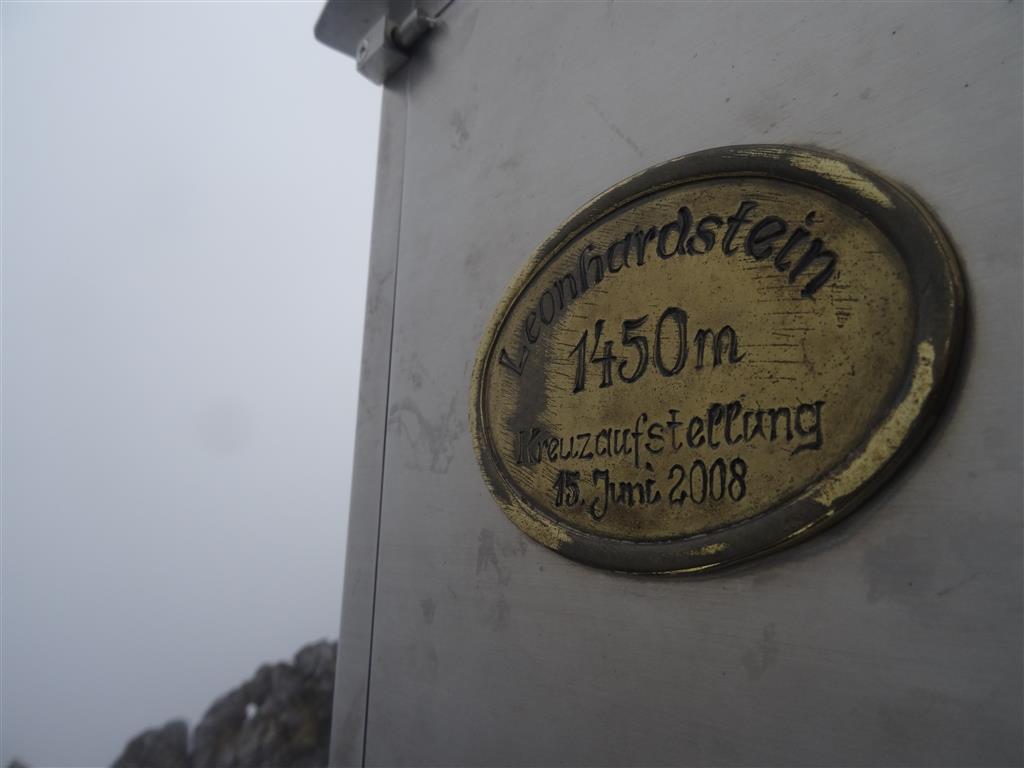 Leonhardstein
1450m
Kreuzaufstellung
15. Juni 2008